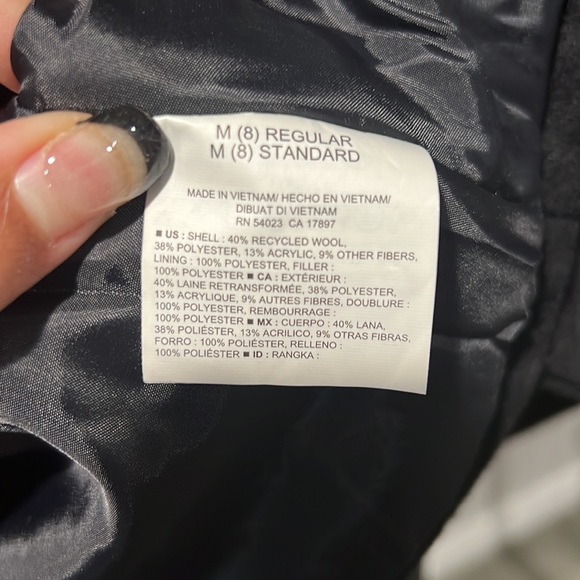 M (8) REGULAR
M (8) STANDARD
MADE IN VIETNAM/ HECHO EN VIETNAM/
DIBUAT DI VIETNAM
RN 54023 CA 17897
■ US : SHELL : 40% RECYCLED WOOL,
38% POLYESTER, 13% ACRYLIC, 9% OTHER FIBERS,
LINING : 100% POLYESTER, FILLER :
100% POLYESTER ■ CA : EXTÉRIEUR :
40% LAINE RETRANSFORMÉE, 38% POLYESTER,
13% ACRYLIQUE, 9% AUTRES FIBRES, DOUBLURE :
100% POLYESTER, REMBOURRAGE :
100% POLYESTER ■ MX : CUERPO : 40% LANA,
38% POLIÉSTER, 13% ACRILICO, 9% OTRAS FIBRAS,
FORRO : 100% POLIÉSTER, RELLENO :
100% POLIÉSTER ■ ID : RANGKA :